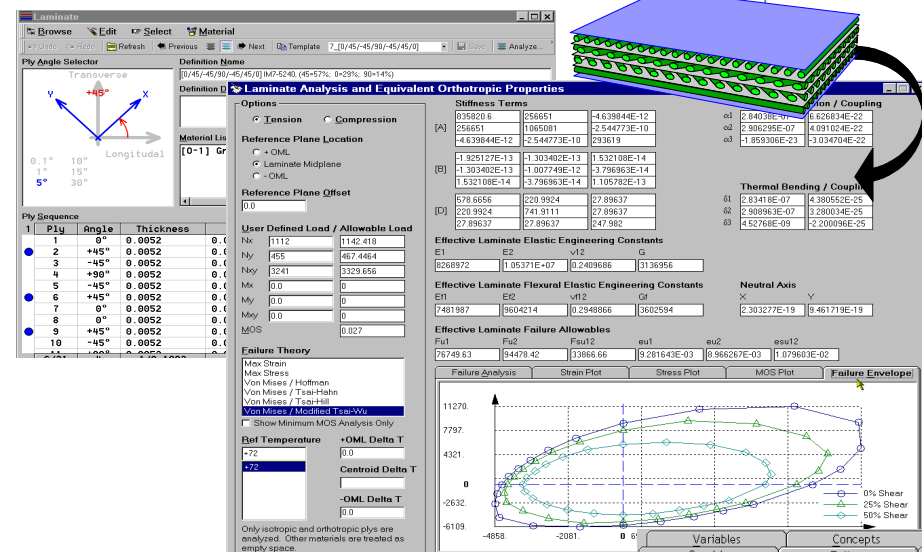 Laminate
Browse Edit Select Material
Undo Redo Refresh Previous Next Template 7_[0/45/-45/90/-45/45/0] Save Analyze...
Ply Angle Selector
Transverse
Y +45° X
Longitudal
0.1° 10°
1° 15°
5° 30°
Definition Name
[0/45/-45/90/-45/45/0] IM7-5240, (45=57%; 0=29%; 90=14%)
Definition D
Material Lis
[0-1] Gr
Ply Sequence
1 Ply Angle Thickness
1 0° 0.0052
2 +45° 0.0052
3 -45° 0.0052
4 +90° 0.0052
5 -45° 0.0052
6 +45° 0.0052
7 0° 0.0052
8 0° 0.0052
9 +45° 0.0052
10 -45° 0.0052
Laminate Analysis and Equivalent Orthotropic Properties
Options
Tension Compression
Reference Plane Location
+ OML
Laminate Midplane
- OML
Reference Plane Offset
0.0
User Defined Load / Allowable Load
Nx 1112 1142.418
Ny 455 467.4464
Nxy 3241 3329.656
Mx 0.0 0
My 0.0 0
Mxy 0.0 0
MOS 0.027
Failure Theory
Max Strain
Max Stress
Von Mises / Hoffman
Von Mises / Tsai-Hahn
Von Mises / Tsai-Hill
Von Mises / Modified Tsai-Wu
Show Minimum MOS Analysis Only
Ref Temperature +OML Delta T
+72 0.0
+72
Centroid Delta T
-OML Delta T
0.0
Only isotropic and orthotropic plys are
analyzed. Other materials are treated as
empty space.
Stiffness Terms
[A] 835820.6 256651 -4.639844E-12
256651 1065081 -2.544773E-10
-4.639844E-12 -2.544773E-10 293619
[B] -1.925127E-13 -1.303402E-13 1.532108E-14
-1.303402E-13 -1.007749E-12 -3.796963E-14
1.532108E-14 -3.796963E-14 1.105782E-13
[D] 578.6656 220.9924 27.89637
220.9924 741.9111 27.89637
27.89637 27.89637 247.982
/ Coupling
α1 2.84038E-07 6.626834E-22
α2 2.906295E-07 4.091024E-22
α3 -1.859306E-23 -3.034704E-22
Thermal Bending / Coupling
δ1 2.83418E-07 4.380552E-25
δ2 2.908963E-07 3.280034E-25
δ3 4.52768E-09 -2.200096E-25
Effective Laminate Elastic Engineering Constants
E1 E2 v12 G
8268972 1.05371E+07 0.2409686 3136956
Effective Laminate Flexural Elastic Engineering Constants
Ef1 Ef2 vf12 Gf
7481987 9604214 0.2948866 3602594
Neutral Axis
X Y
2.303277E-19 9.461719E-19
Effective Laminate Failure Allowables
Fu1 Fu2 Fsu12 eu1 eu2 esu12
76749.63 94478.42 33866.66 9.281643E-03 8.966267E-03 1.079603E-02
Failure Analysis Strain Plot Stress Plot MOS Plot Failure Envelope
11270.
7797.
4321.
0
-2632.
-6109.
-4858. -2081. 0
0% Shear
25% Shear
50% Shear
Variables Concepts